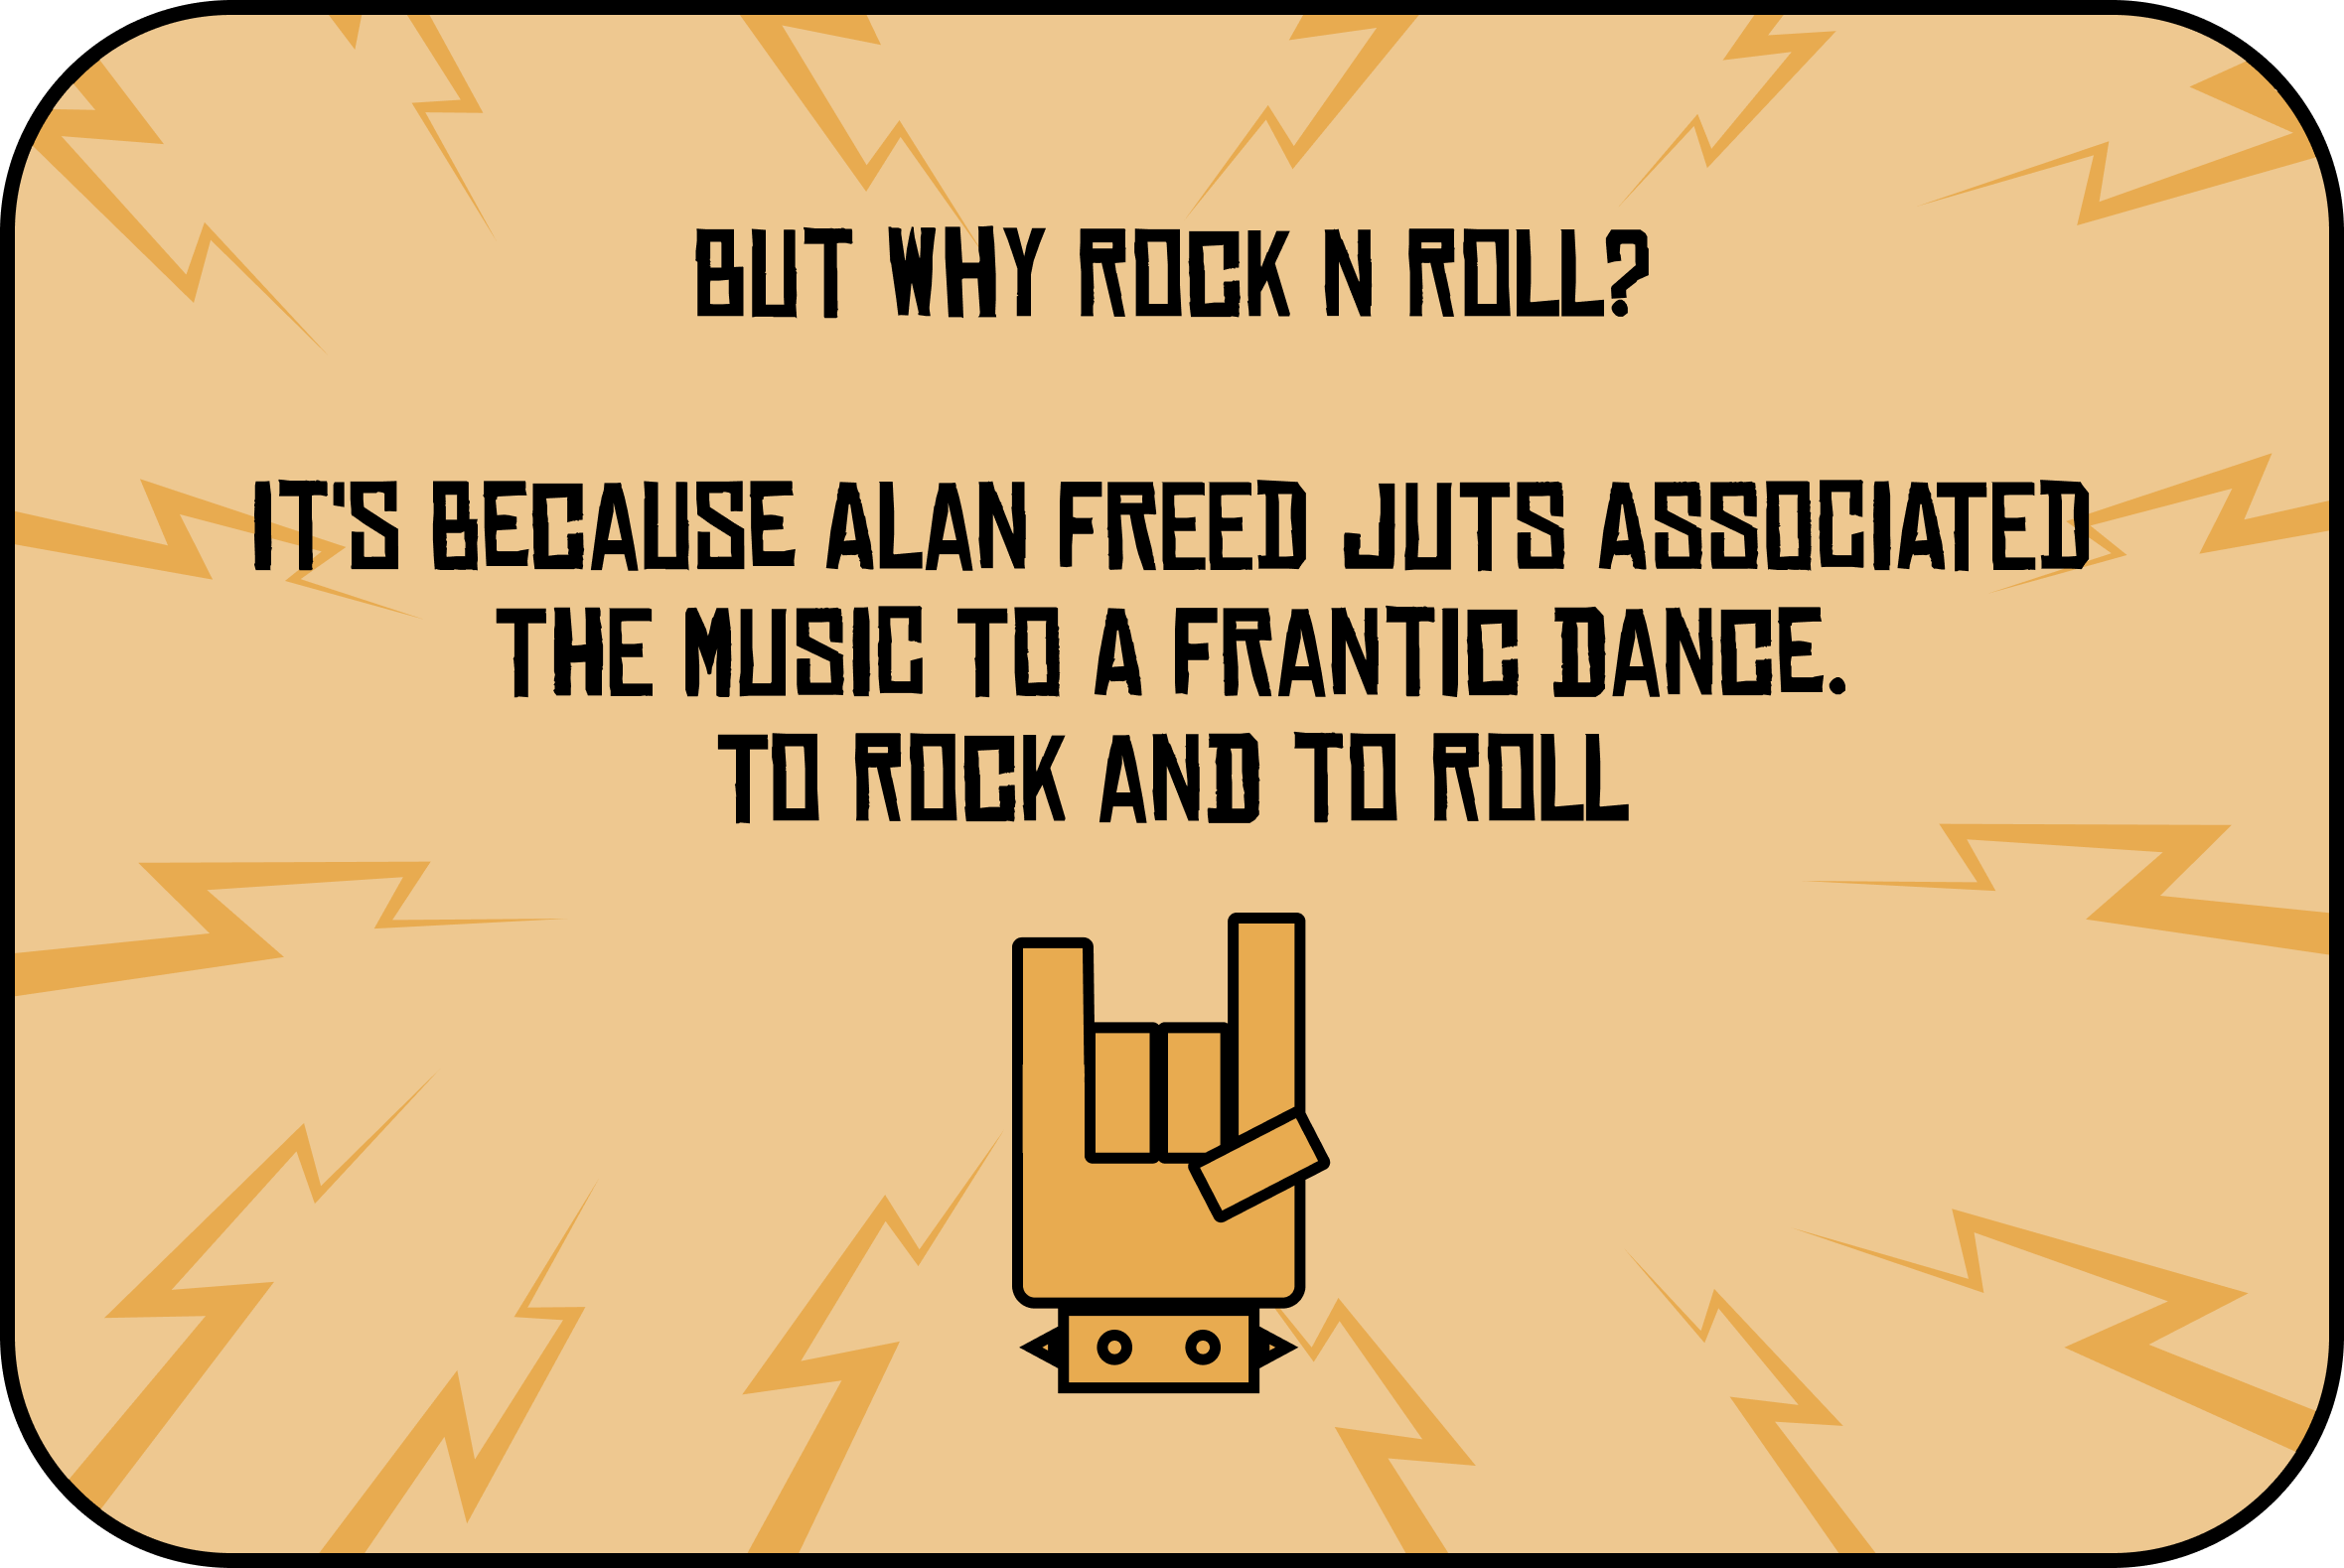 BUT WHY ROCK N ROLL?
IT'S BECAUSE ALAN FREED JUTS ASSOCIATED
THE MUSIC TO A FRANTIC DANCE.
TO ROCK AND TO ROLL